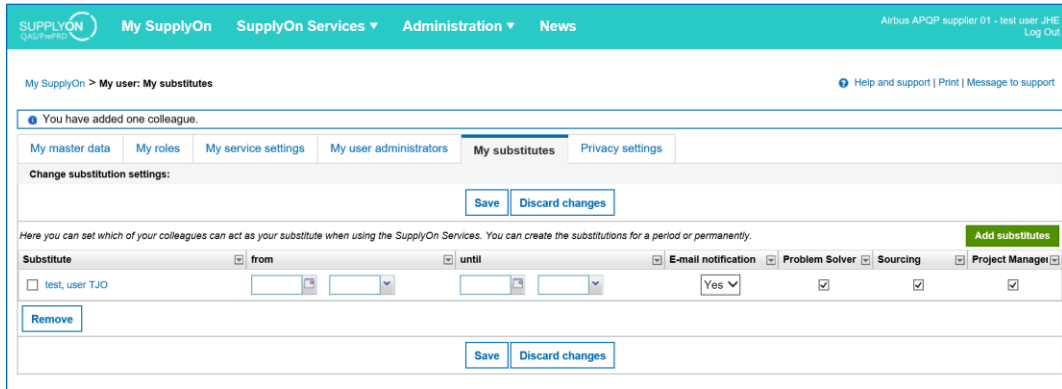 SUPPLYON
QAS/PrePRD
My SupplyOn SupplyOn Services Administration News
Airbus APQP supplier 01 - test user JHE
Log Out
My SupplyOn > My user: My substitutes
Help and support | Print | Message to support
You have added one colleague.
My master data My roles My service settings My user administrators My substitutes Privacy settings
Change substitution settings:
Save Discard changes
Here you can set which of your colleagues can act as your substitute when using the SupplyOn Services. You can create the substitutions for a period or permanently.
Add substitutes
Substitute from until E-mail notification Problem Solver Sourcing Project Manager
test, user TJO Yes
Remove
Save Discard changes